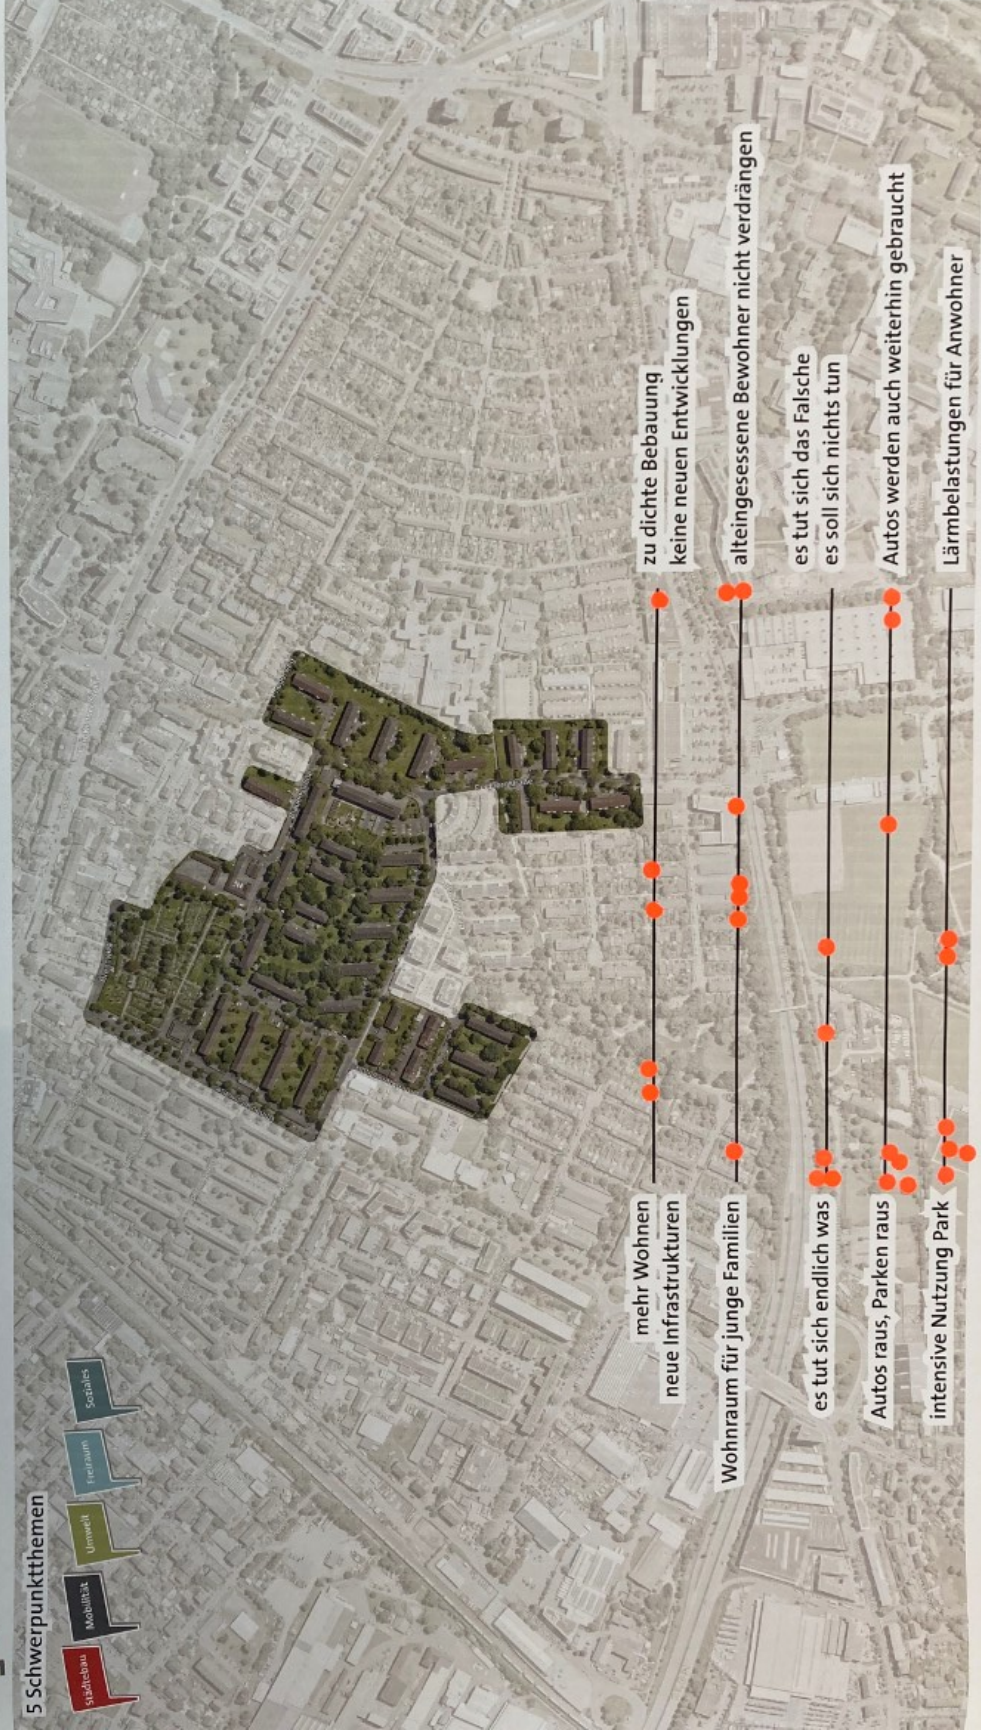 5 Schwerpunktthemen
Städtebau
Mobilität
Umwelt
Freiraum
Soziales
mehr Wohnen
neue Infrastrukturen
zu dichte Bebauung
keine neuen Entwicklungen
Wohnraum für junge Familien
alteingesessene Bewohner nicht verdrängen
es tut sich endlich was
es tut sich das Falsche
es soll sich nichts tun
Autos raus, Parken raus
Autos werden auch weiterhin gebraucht
intensive Nutzung Park
Lärmbelastungen für Anwohner